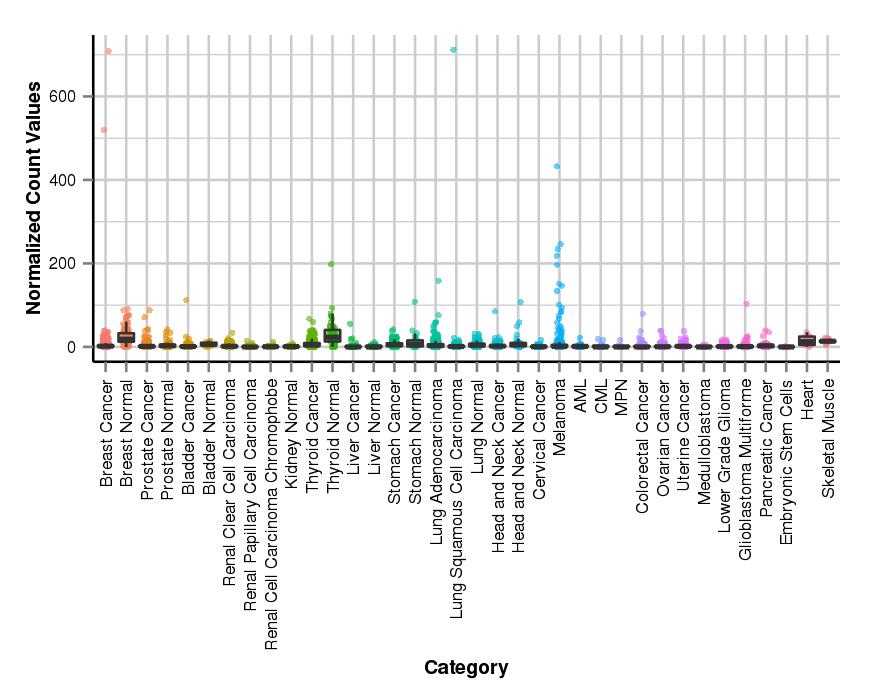 Normalized Count Values
600
400
200
0
Breast Cancer
Breast Normal
Prostate Cancer
Prostate Normal
Bladder Cancer
Bladder Normal
Renal Clear Cell Carcinoma
Renal Papillary Cell Carcinoma
Renal Cell Carcinoma Chromophobe
Kidney Normal
Thyroid Cancer
Thyroid Normal
Liver Cancer
Liver Normal
Stomach Cancer
Stomach Normal
Lung Adenocarcinoma
Lung Squamous Cell Carcinoma
Lung Normal
Head and Neck Cancer
Head and Neck Normal
Cervical Cancer
Melanoma
AML
CML
MPN
Colorectal Cancer
Ovarian Cancer
Uterine Cancer
Medulloblastoma
Lower Grade Glioma
Glioblastoma Multiforme
Pancreatic Cancer
Embryonic Stem Cells
Heart
Skeletal Muscle
Category